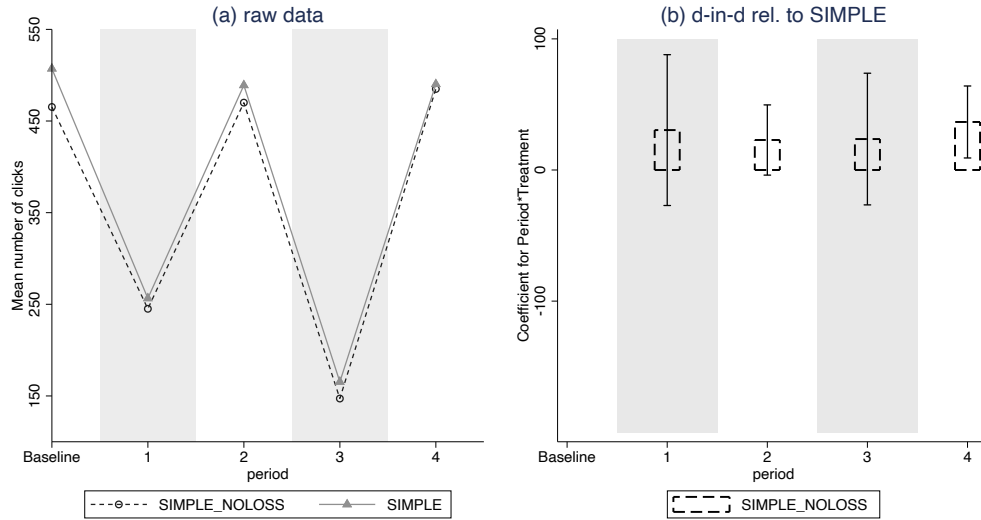 (a) raw data
Mean number of clicks
550
450
350
250
150
Baseline
1
2
3
4
period
SIMPLE_NOLOSS
SIMPLE
(b) d-in-d rel. to SIMPLE
Coefficient for Period*Treatment
100
0
-100
Baseline
1
2
3
4
period
SIMPLE_NOLOSS